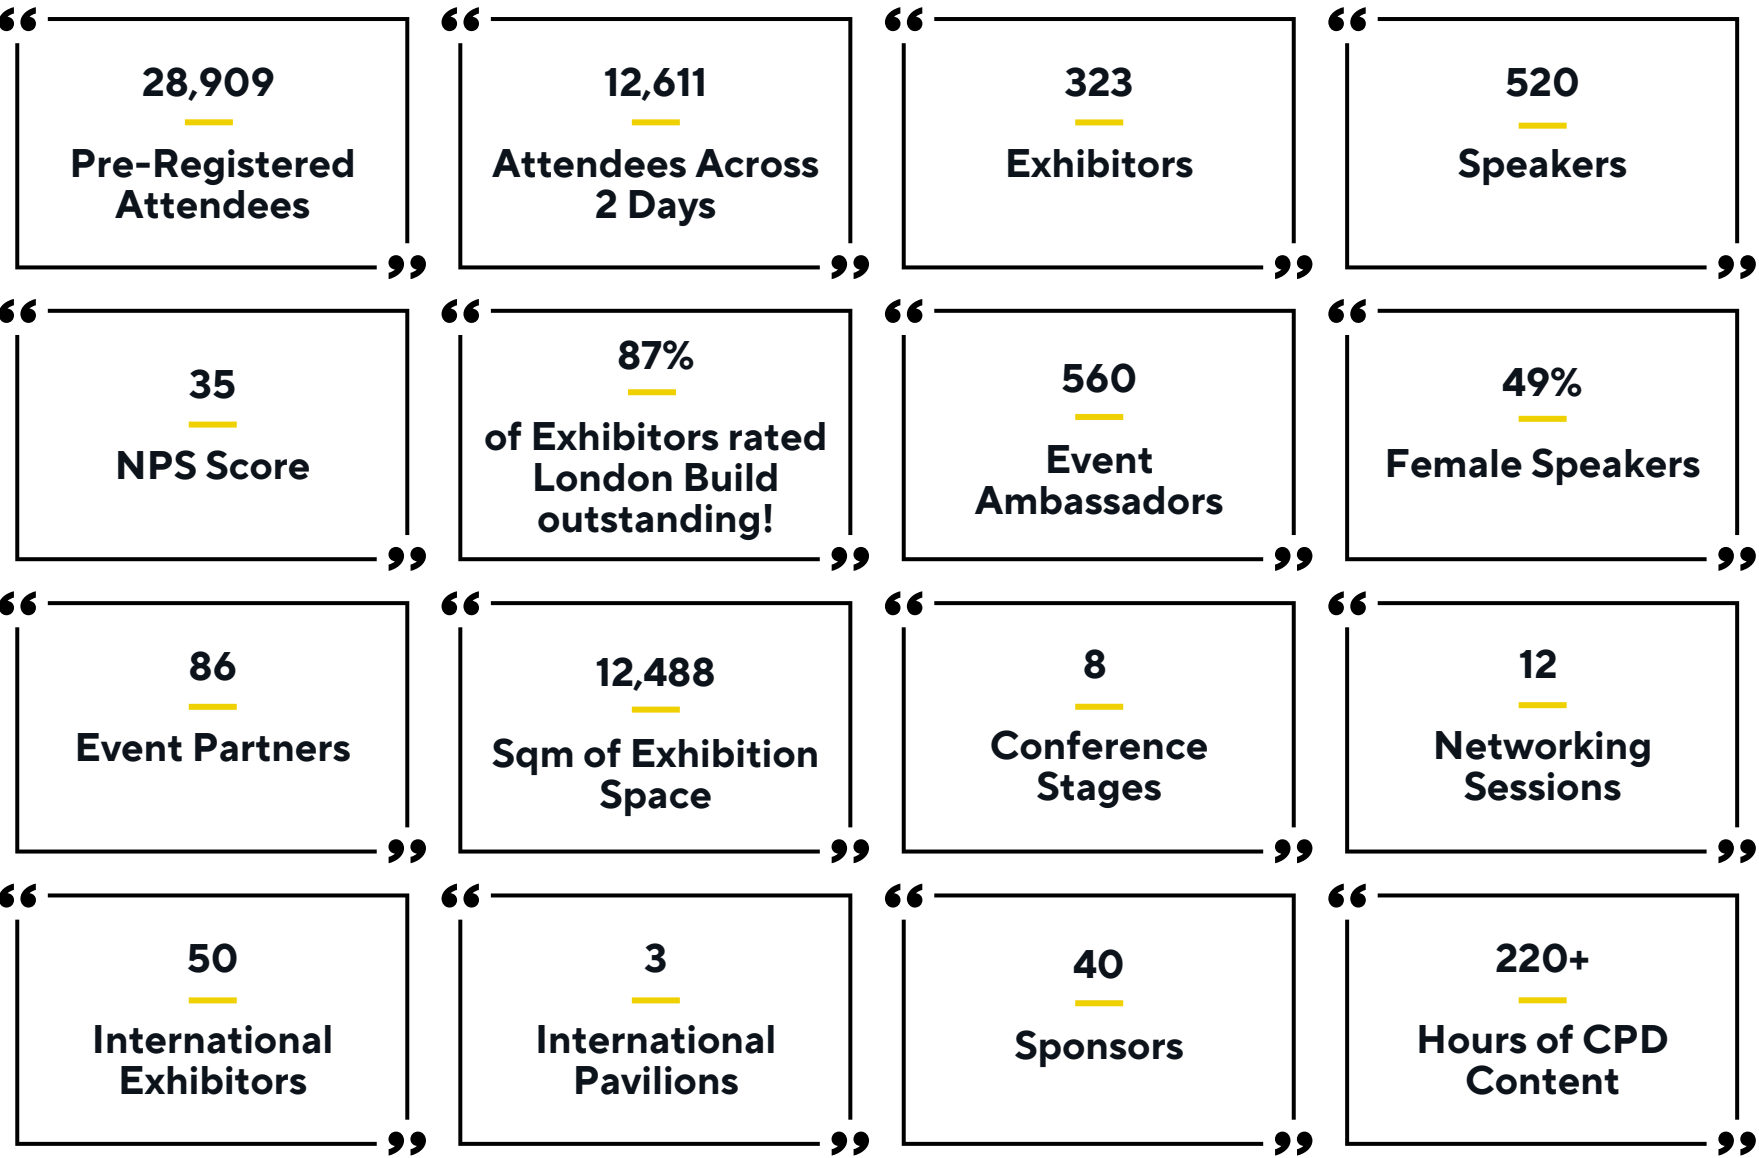 28,909
Pre-Registered
Attendees
12,611
Attendees Across
2 Days
323
Exhibitors
520
Speakers
35
NPS Score
87%
of Exhibitors rated
London Build
outstanding!
560
Event
Ambassadors
49%
Female Speakers
86
Event Partners
12,488
Sqm of Exhibition
Space
8
Conference
Stages
12
Networking
Sessions
50
International
Exhibitors
3
International
Pavilions
40
Sponsors
220+
Hours of CPD
Content